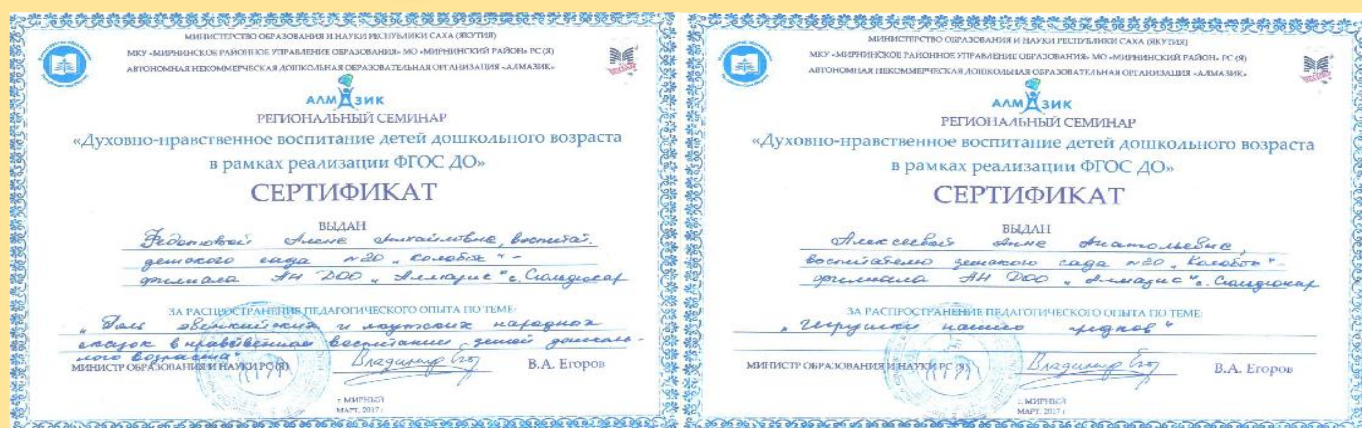 МИНИСТЕРСТВО ОБРАЗОВАНИЯ И НАУКИ РЕСПУБЛИКИ САХА (ЯКУТИЯ)
МКУ «МИРНИНСКОЕ РАЙОННОЕ УПРАВЛЕНИЕ ОБРАЗОВАНИЯ» МО «МИРНИНСКИЙ РАЙОН» РС (Я)
АВТОНОМНАЯ НЕКОММЕРЧЕСКАЯ ДОШКОЛЬНАЯ ОБРАЗОВАТЕЛЬНАЯ ОРГАНИЗАЦИЯ «АЛМАЗИК»
АЛМАЗИК
РЕГИОНАЛЬНЫЙ СЕМИНАР
«Духовно-нравственное воспитание детей дошкольного возраста
в рамках реализации ФГОС ДО»
СЕРТИФИКАТ
ВЫДАН
Федотовой Алене Михайловне, воспитат.
детского сада №20 „Колобок" -
филиала АН ДОО „Алмазик" с. Сюльдюкар
ЗА РАСПРОСТРАНЕНИЕ ПЕДАГОГИЧЕСКОГО ОПЫТА ПО ТЕМЕ:
„Роль эвенкийских и якутских народных
сказок в нравственном воспитании детей дошколь-
ного возраста"
МИНИСТР ОБРАЗОВАНИЯ И НАУКИ РС (Я) В.А. Егоров
г. МИРНЫЙ
МАРТ, 2017 г
МИНИСТЕРСТВО ОБРАЗОВАНИЯ И НАУКИ РЕСПУБЛИКИ САХА (ЯКУТИЯ)
МКУ «МИРНИНСКОЕ РАЙОННОЕ УПРАВЛЕНИЕ ОБРАЗОВАНИЯ» МО «МИРНИНСКИЙ РАЙОН» РС (Я)
АВТОНОМНАЯ НЕКОММЕРЧЕСКАЯ ДОШКОЛЬНАЯ ОБРАЗОВАТЕЛЬНАЯ ОРГАНИЗАЦИЯ «АЛМАЗИК»
АЛМАЗИК
РЕГИОНАЛЬНЫЙ СЕМИНАР
«Духовно-нравственное воспитание детей дошкольного возраста
в рамках реализации ФГОС ДО»
СЕРТИФИКАТ
ВЫДАН
Алексеевой Анне Анатольевне,
воспитателю детского сада №20 „Колобок" -
филиала АН ДОО „Алмазик" с. Сюльдюкар
ЗА РАСПРОСТРАНЕНИЕ ПЕДАГОГИЧЕСКОГО ОПЫТА ПО ТЕМЕ:
„Игрушки наших предков"
МИНИСТР ОБРАЗОВАНИЯ И НАУКИ РС (Я) В.А. Егоров
г. МИРНЫЙ
МАРТ, 2017 г